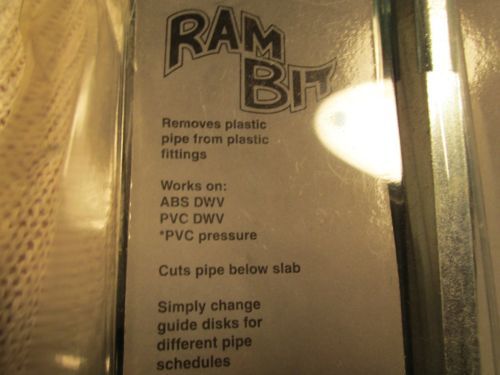 RAM
BIT
Removes plastic
pipe from plastic
fittings
Works on:
ABS DWV
PVC DWV
*PVC pressure
Cuts pipe below slab
Simply change
guide disks for
different pipe
schedules